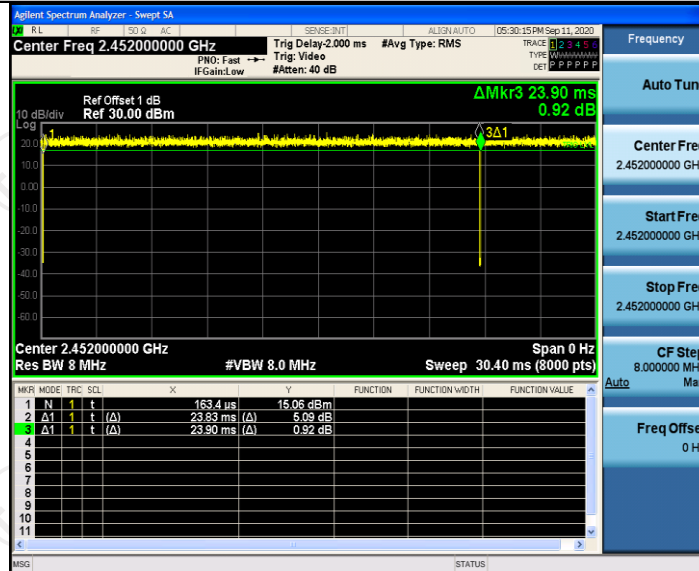 Agilent Spectrum Analyzer - Swept SA
RL RF 50 Ω AC SENSE:INT ALIGN AUTO 05:30:15 PM Sep 11, 2020
Center Freq 2.452000000 GHz
PNO: Fast
IFGain:Low
Trig Delay-2.000 ms
Trig: Video
#Atten: 40 dB
#Avg Type: RMS
TRACE 1 2 3 4 5 6
TYPE
DET P P P P P P
Ref Offset 1 dB
Ref 30.00 dBm
10 dB/div
Log
ΔMkr3 23.90 ms
0.92 dB
1
3Δ1
20.0
10.0
0.00
-10.0
-20.0
-30.0
-40.0
-50.0
-60.0
Center 2.452000000 GHz Span 0 Hz
Res BW 8 MHz #VBW 8.0 MHz Sweep 30.40 ms (8000 pts)
MKR MODE TRC SCL X Y FUNCTION FUNCTION WIDTH FUNCTION VALUE
1 N 1 t 163.4 µs 15.06 dBm
2 Δ1 1 t (Δ) 23.83 ms (Δ) 5.09 dB
3 Δ1 1 t (Δ) 23.90 ms (Δ) 0.92 dB
4
5
6
7
8
9
10
11
MSG STATUS
Frequency
Auto Tun
Center Fre
2.452000000 GH
Start Fre
2.452000000 GH
Stop Fre
2.452000000 GH
CF Ste
8.000000 MH
Auto Ma
Freq Offse
0 H